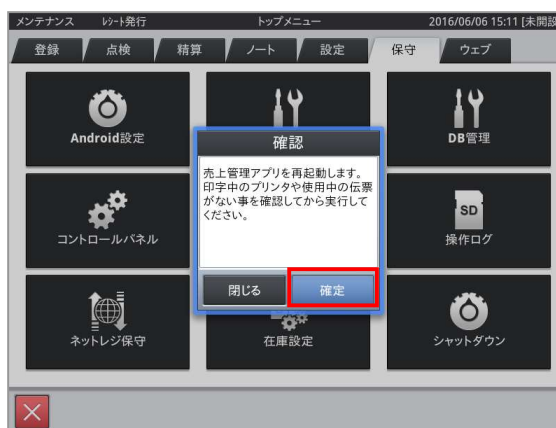 メンテナンス ﾚｼｰﾄ発行 トップメニュー 2016/06/06 15:11 [未開設
登録 点検 精算 ノート 設定 保守 ウェブ
Android設定
DB管理
確認
売上管理アプリを再起動します。
印字中のプリンタや使用中の伝票
がない事を確認してから実行して
ください。
閉じる 確定
コントロールパネル
SD
操作ログ
ネットレジ保守
在庫設定
シャットダウン